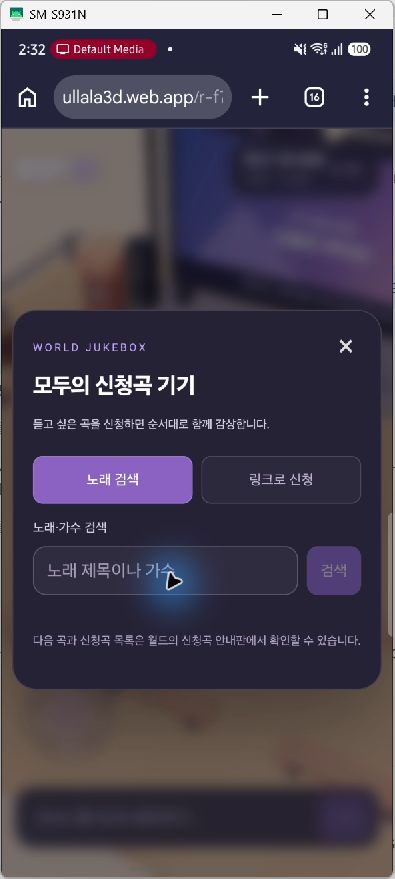 SM-S931N
2:32 Default Media 100
ullala3d.web.app/r-f 16
WORLD JUKEBOX
모두의 신청곡 기기
듣고 싶은 곡을 신청하면 순서대로 함께 감상합니다.
노래 검색 링크로 신청
노래·가수 검색
노래 제목이나 가수 검색
다음 곡과 신청곡 목록은 월드의 신청곡 안내판에서 확인할 수 있습니다.